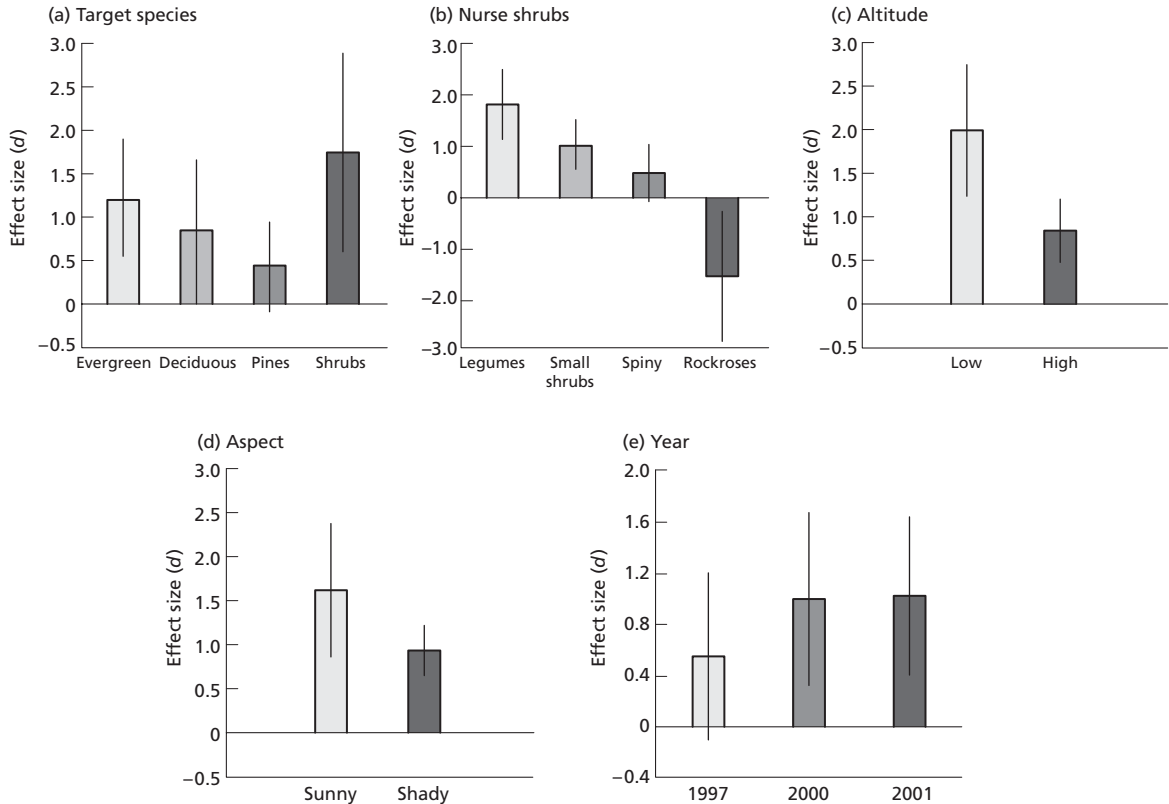 (a) Target species
3.0
2.5
2.0
1.5
1.0
0.5
0
−0.5
Effect size (d)
Evergreen Deciduous Pines Shrubs
(b) Nurse shrubs
3.0
2.0
1.0
0
−1.0
−2.0
−3.0
Effect size (d)
Legumes Small shrubs Spiny Rockroses
(c) Altitude
3.0
2.5
2.0
1.5
1.0
0.5
0
−0.5
Effect size (d)
Low High
(d) Aspect
3.0
2.5
2.0
1.5
1.0
0.5
0
−0.5
Effect size (d)
Sunny Shady
(e) Year
2.0
1.6
1.2
0.8
0.4
0
−0.4
Effect size (d)
1997 2000 2001